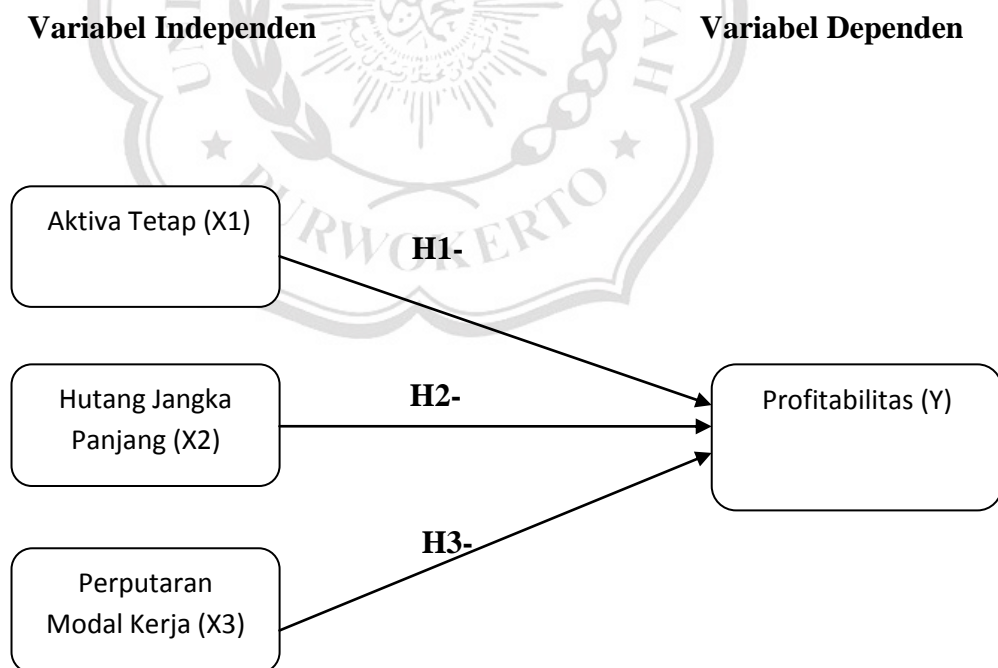 Variabel Independen
Variabel Dependen
PURWOKERTO
Aktiva Tetap (X1)
H1-
Hutang Jangka
Panjang (X2)
H2-
Profitabilitas (Y)
H3-
Perputaran
Modal Kerja (X3)